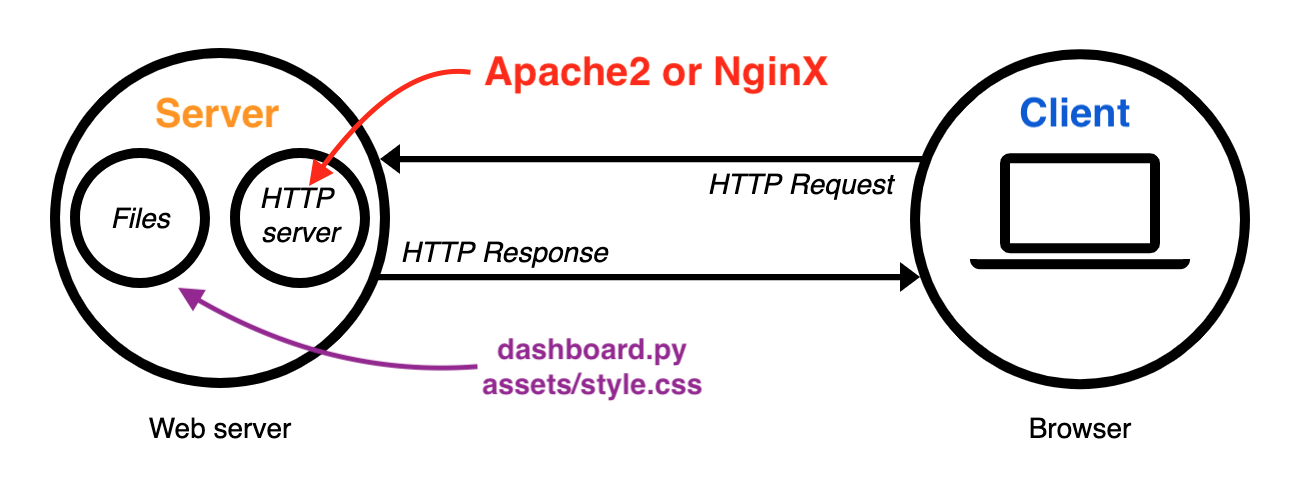 Apache2 or NginX
Server
Client
HTTP Request
Files
HTTP
server
HTTP Response
dashboard.py
assets/style.css
Web server
Browser